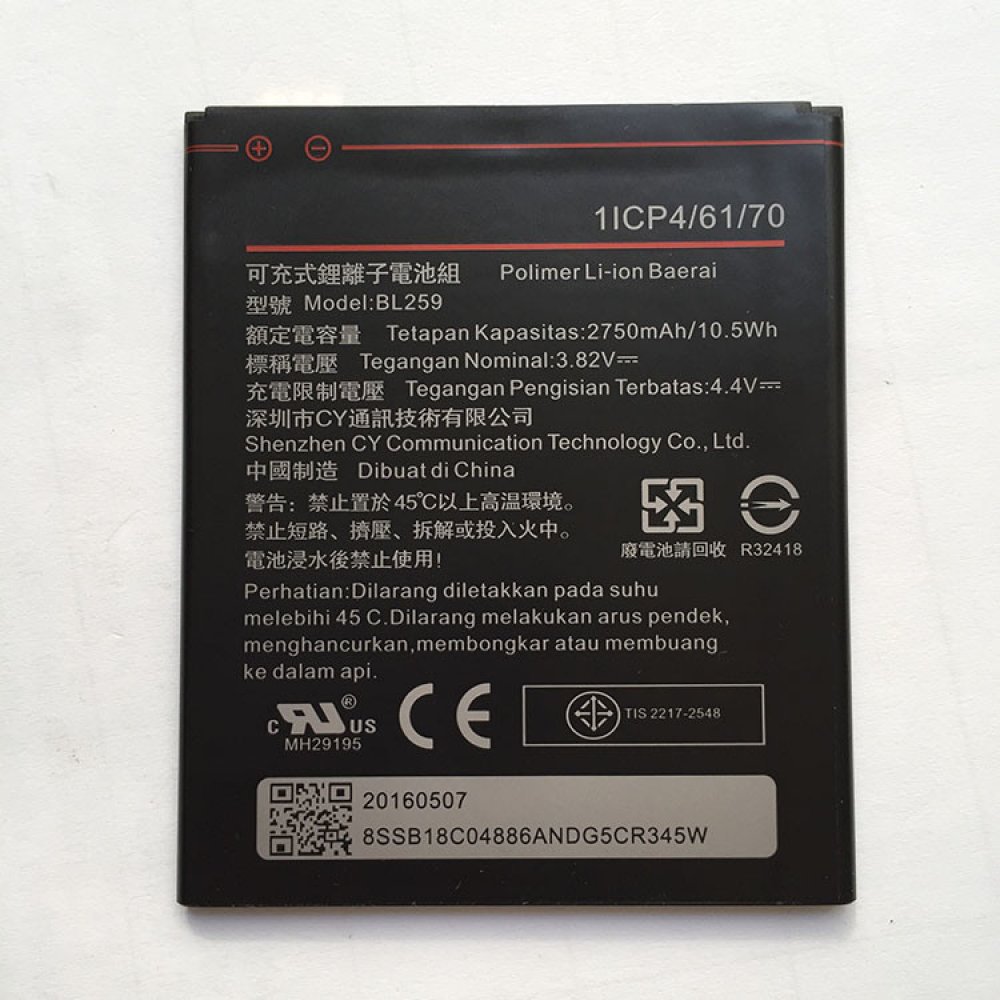 1ICP4/61/70
可充式鋰離子電池組 Polimer Li-ion Baerai
型號 Model:BL259
額定電容量 Tetapan Kapasitas:2750mAh/10.5Wh
標稱電壓 Tegangan Nominal:3.82V⎓
充電限制電壓 Tegangan Pengisian Terbatas:4.4V⎓
深圳市CY通訊技術有限公司
Shenzhen CY Communication Technology Co., Ltd.
中國制造 Dibuat di China
警告: 禁止置於45℃以上高温環境。
禁止短路、擠壓、拆解或投入火中。
電池浸水後禁止使用!
廢電池請回收 R32418
Perhatian:Dilarang diletakkan pada suhu
melebihi 45 C.Dilarang melakukan arus pendek,
menghancurkan,membongkar atau membuang
ke dalam api.
c RU ® US
MH29195
CE
TIS 2217-2548
20160507
8SSB18C04886ANDG5CR345W